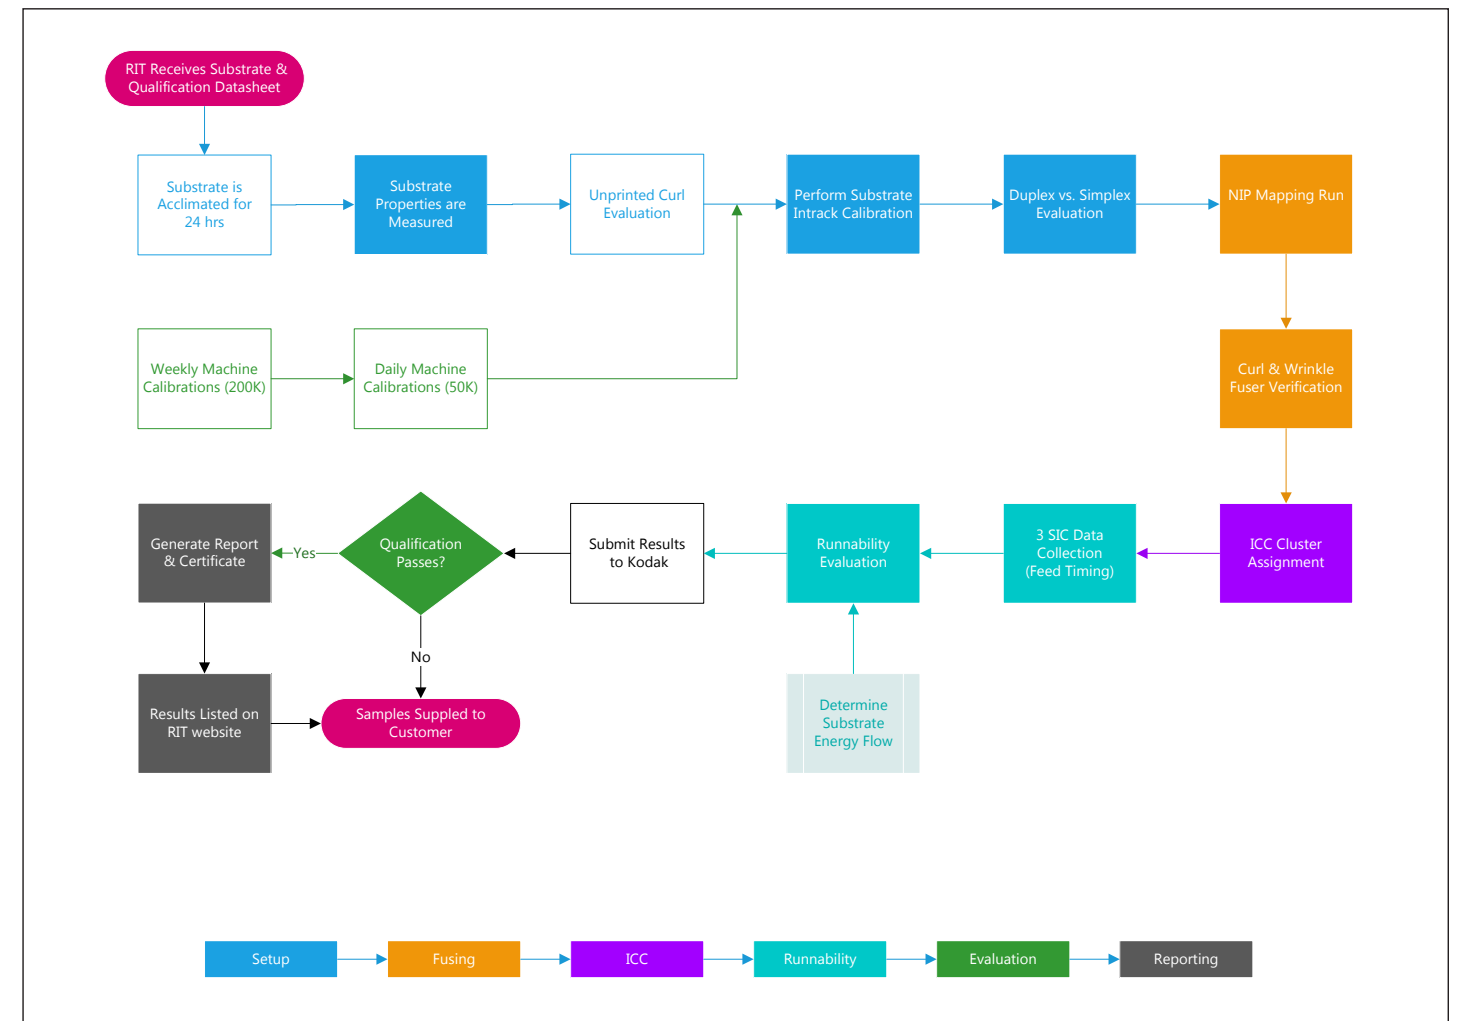 RIT Receives Substrate &
Qualification Datasheet
Substrate is
Acclimated for
24 hrs
Substrate
Properties are
Measured
Unprinted Curl
Evaluation
Perform Substrate
Intrack Calibration
Duplex vs. Simplex
Evaluation
NIP Mapping Run
Weekly Machine
Calibrations (200K)
Daily Machine
Calibrations (50K)
Curl & Wrinkle
Fuser Verification
Generate Report
& Certificate
Yes
Qualification
Passes?
Submit Results
to Kodak
Runnability
Evaluation
3 SIC Data
Collection
(Feed Timing)
ICC Cluster
Assignment
No
Results Listed on
RIT website
Samples Suppled to
Customer
Determine
Substrate
Energy Flow
Setup
Fusing
ICC
Runnability
Evaluation
Reporting